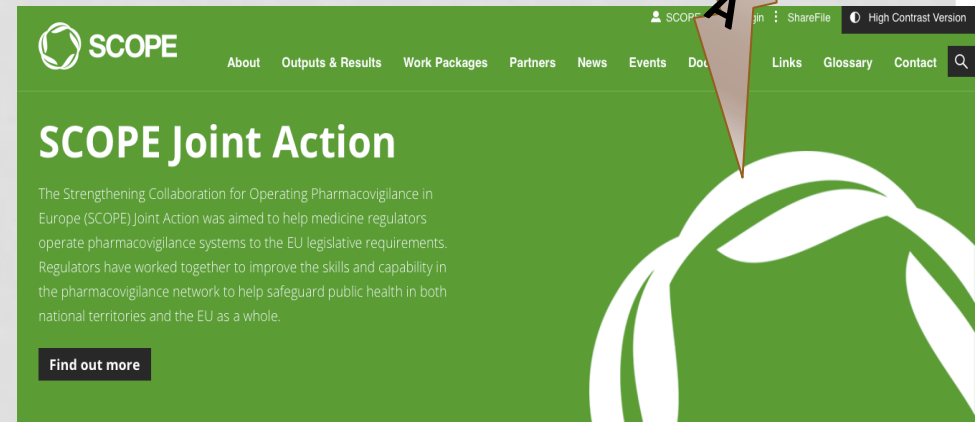 SCOPE
ShareFile
High Contrast Version
SCOPE
About Outputs & Results Work Packages Partners News Events Links Glossary Contact
SCOPE Joint Action
The Strengthening Collaboration for Operating Pharmacovigilance in
Europe (SCOPE) Joint Action was aimed to help medicine regulators
operate pharmacovigilance systems to the EU legislative requirements.
Regulators have worked together to improve the skills and capability in
the pharmacovigilance network to help safeguard public health in both
national territories and the EU as a whole.
Find out more